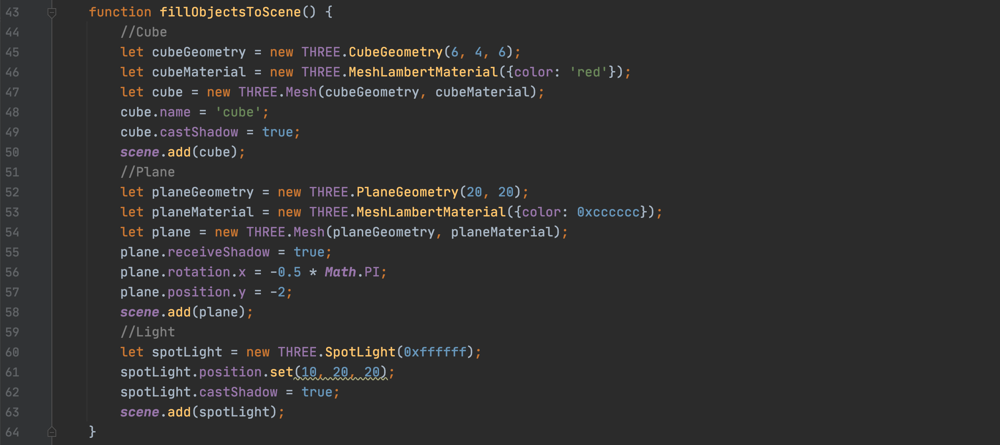 43 function fillObjectsToScene() {
44 //Cube
45 let cubeGeometry = new THREE.CubeGeometry(6, 4, 6);
46 let cubeMaterial = new THREE.MeshLambertMaterial({color: 'red'});
47 let cube = new THREE.Mesh(cubeGeometry, cubeMaterial);
48 cube.name = 'cube';
49 cube.castShadow = true;
50 scene.add(cube);
51 //Plane
52 let planeGeometry = new THREE.PlaneGeometry(20, 20);
53 let planeMaterial = new THREE.MeshLambertMaterial({color: 0xcccccc});
54 let plane = new THREE.Mesh(planeGeometry, planeMaterial);
55 plane.receiveShadow = true;
56 plane.rotation.x = -0.5 * Math.PI;
57 plane.position.y = -2;
58 scene.add(plane);
59 //Light
60 let spotLight = new THREE.SpotLight(0xffffff);
61 spotLight.position.set(10, 20, 20);
62 spotLight.castShadow = true;
63 scene.add(spotLight);
64 }